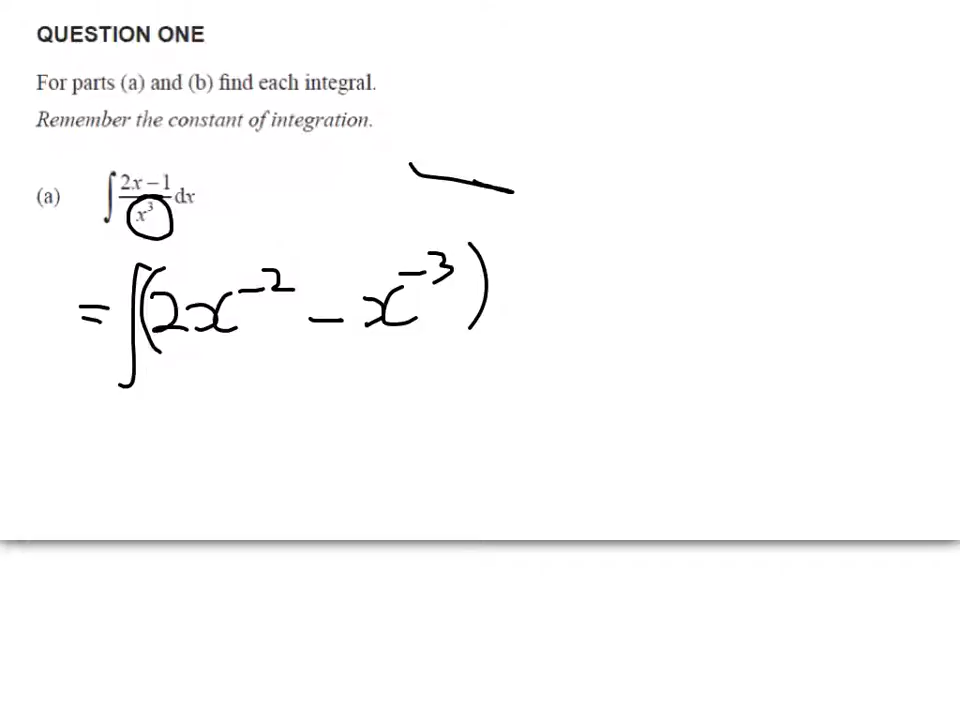 QUESTION ONE
For parts (a) and (b) find each integral.
Remember the constant of integration.
(a) ∫ (2x − 1)/x³ dx
= ∫(2x⁻² − x⁻³)